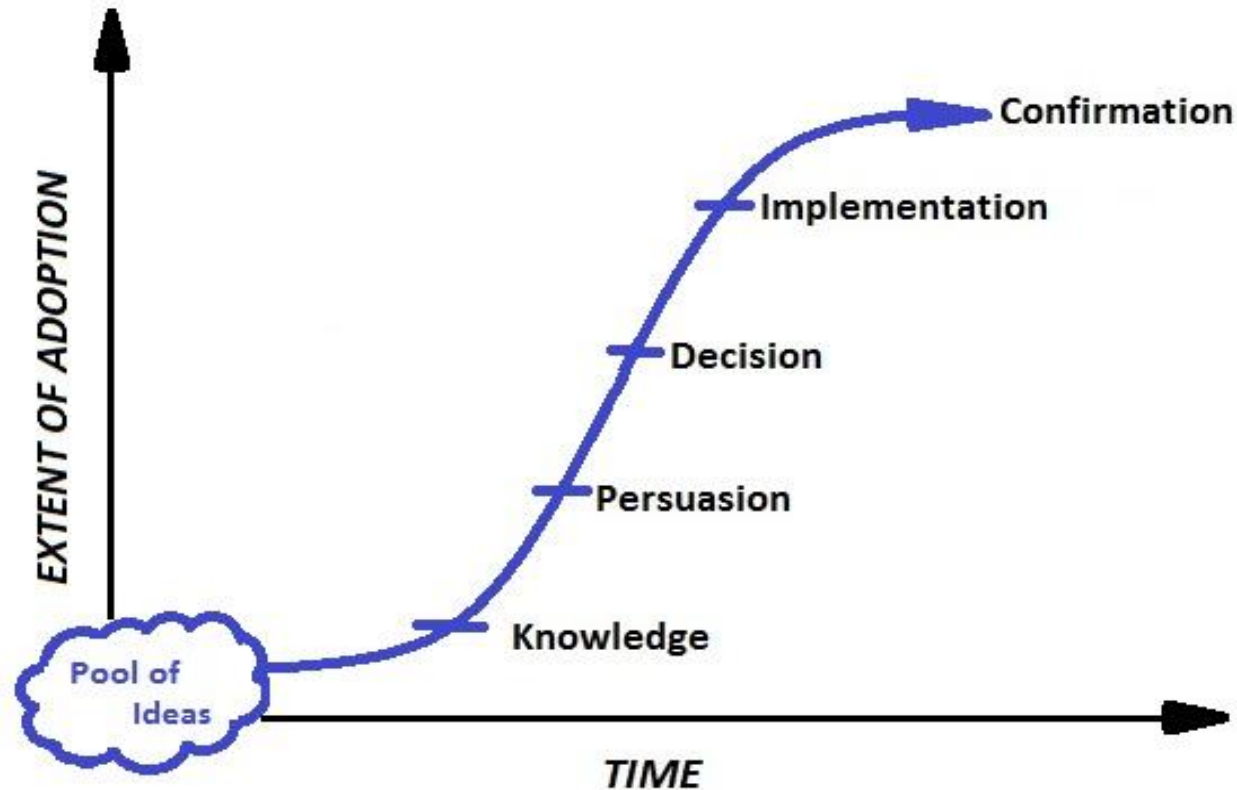 Confirmation
Implementation
EXTENT OF ADOPTION
Decision
Persuasion
Knowledge
Pool of
Ideas
TIME